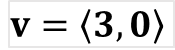 v = ⟨3, 0⟩